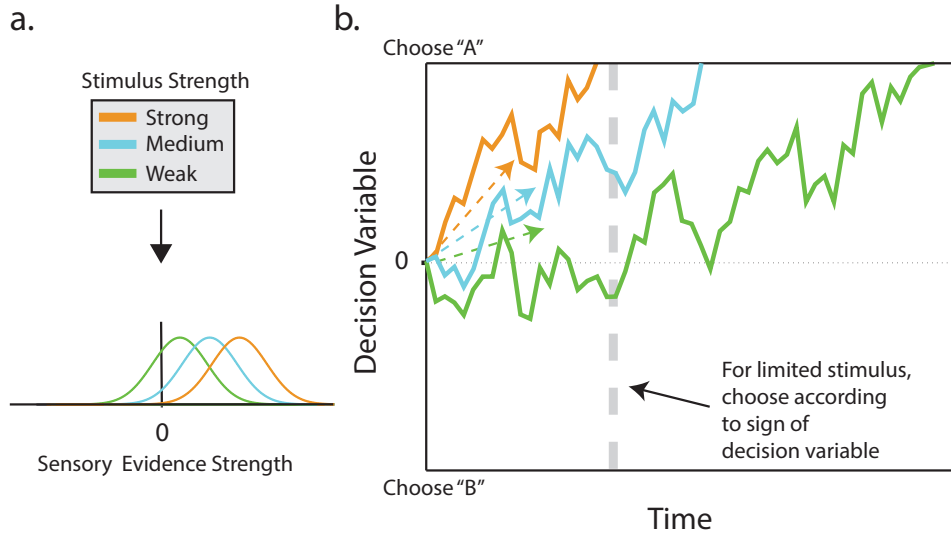 a.
Stimulus Strength
Strong
Medium
Weak
0
Sensory Evidence Strength
b.
Choose “A”
Decision Variable
0
For limited stimulus,
choose according
to sign of
decision variable
Choose “B”
Time